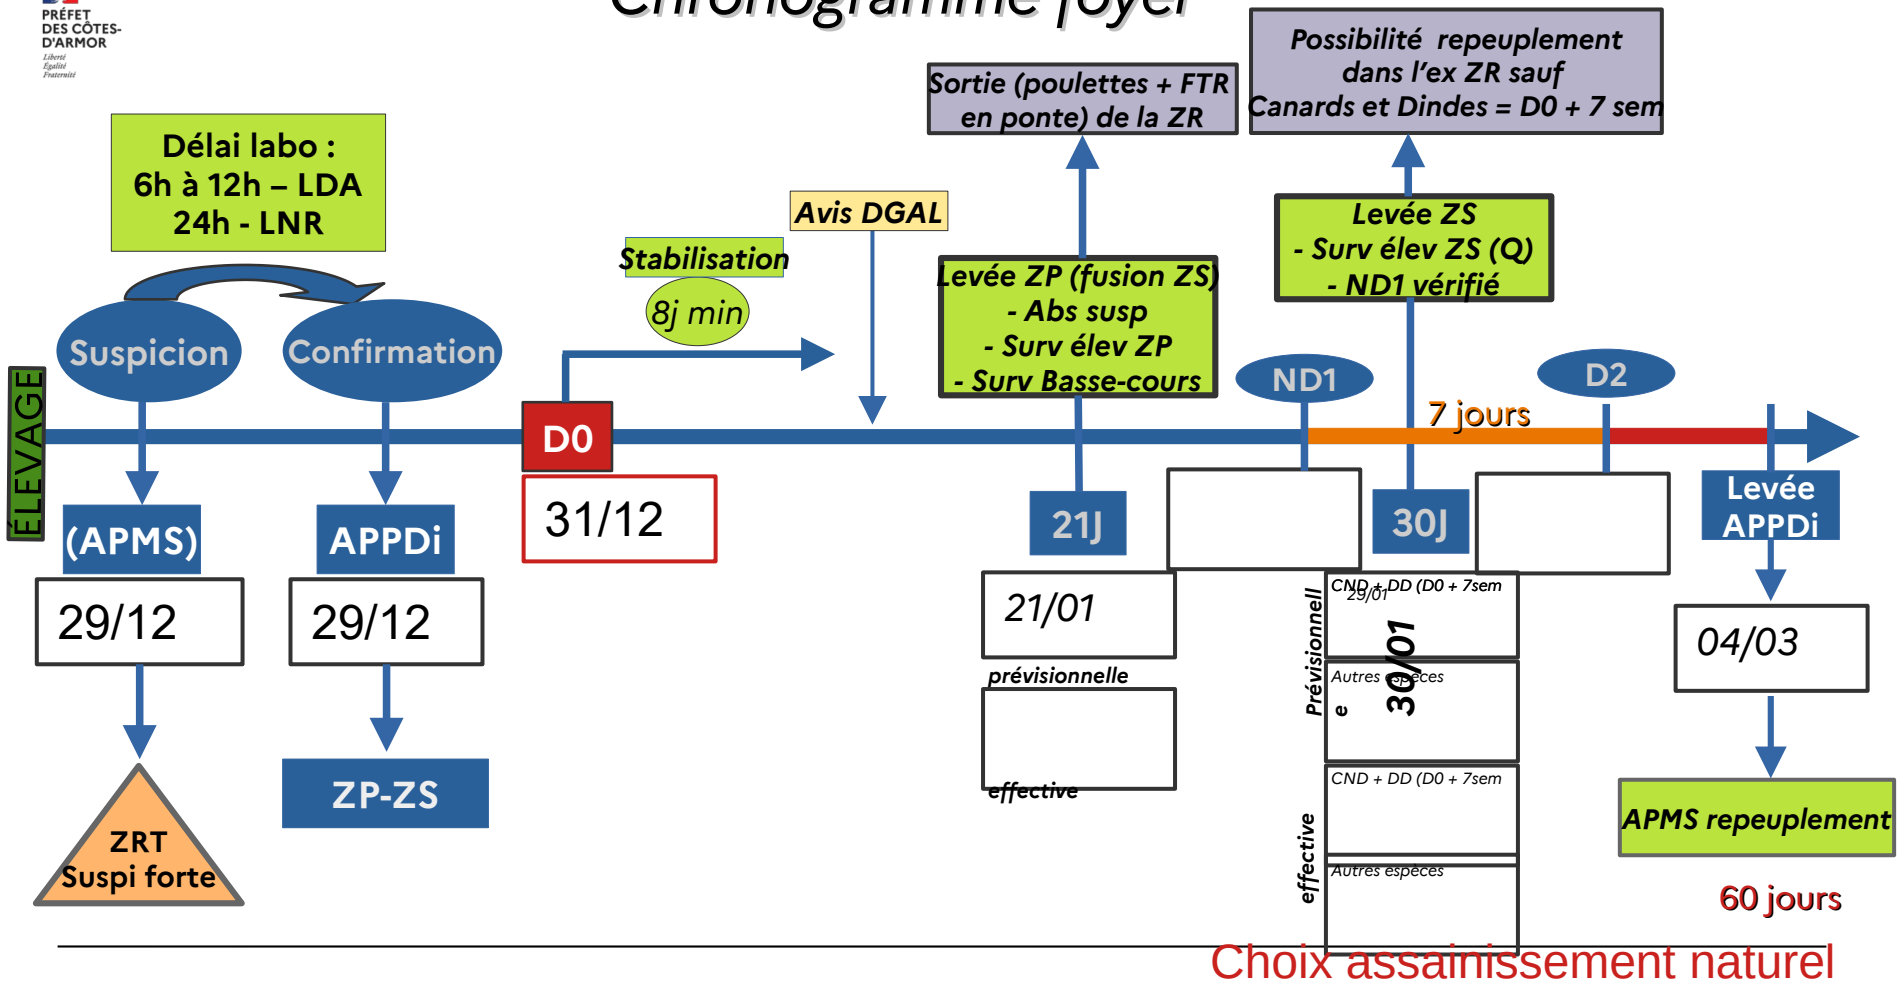 Chronogramme foyer
PRÉFET
DES CÔTES-
D'ARMOR
Liberté
Égalité
Fraternité
Délai labo :
6h à 12h – LDA
24h - LNR
Suspicion
Confirmation
Stabilisation
8j min
Avis DGAL
Sortie (poulettes + FTR
en ponte) de la ZR
Possibilité repeuplement
dans l'ex ZR sauf
Canards et Dindes = D0 + 7 sem
Levée ZP (fusion ZS)
- Abs susp
- Surv élev ZP
- Surv Basse-cours
Levée ZS
- Surv élev ZS (Q)
- ND1 vérifié
ND1
D2
7 jours
ÉLEVAGE
D0
31/12
(APMS)
29/12
APPDi
29/12
ZRT
Suspi forte
ZP-ZS
21J
21/01
prévisionnelle
effective
30J
CND + DD (D0 + 7sem
29/01
Prévisionnell
e
30/01
Autres espèces
CND + DD (D0 + 7sem
effective
Autres espèces
Levée
APPDi
04/03
APMS repeuplement
60 jours
Choix assainissement naturel